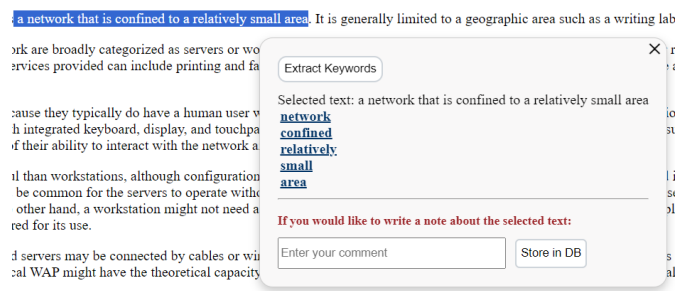 a network that is confined to a relatively small area. It is generally limited to a geographic area such as a writing lab
ork are broadly categorized as servers or wo
ervices provided can include printing and fa
cause they typically do have a human user w
h integrated keyboard, display, and touchpa
of their ability to interact with the network a
ul than workstations, although configuration
be common for the servers to operate witho
other hand, a workstation might not need a
red for its use.
d servers may be connected by cables or wir
cal WAP might have the theoretical capacity
Extract Keywords
Selected text: a network that is confined to a relatively small area
network
confined
relatively
small
area
If you would like to write a note about the selected text:
Enter your comment
Store in DB